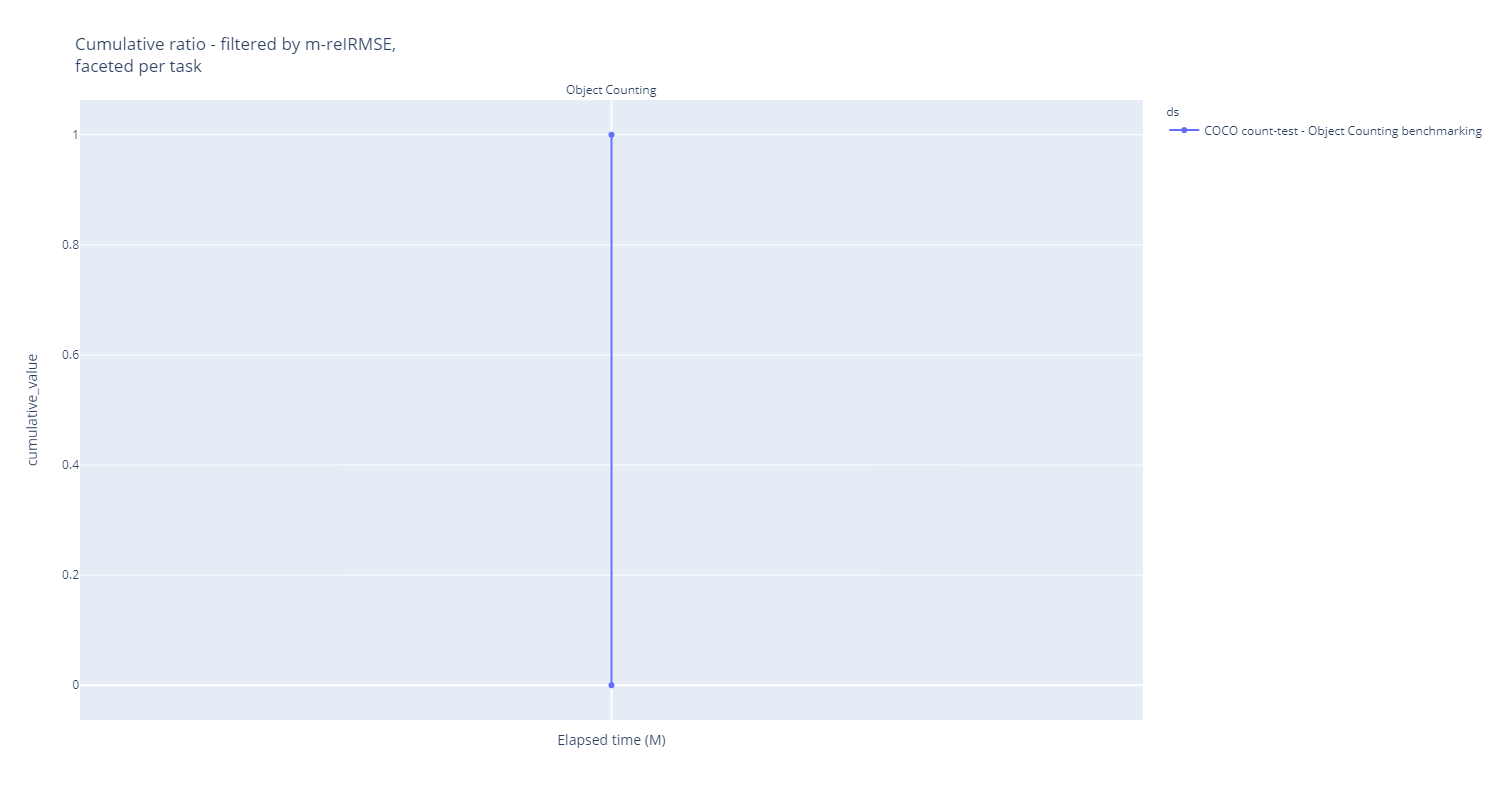 Cumulative ratio - filtered by m-reIRMSE,
faceted per task
Object Counting
ds
COCO count-test - Object Counting benchmarking
1
0.8
0.6
0.4
0.2
0
cumulative_value
Elapsed time (M)